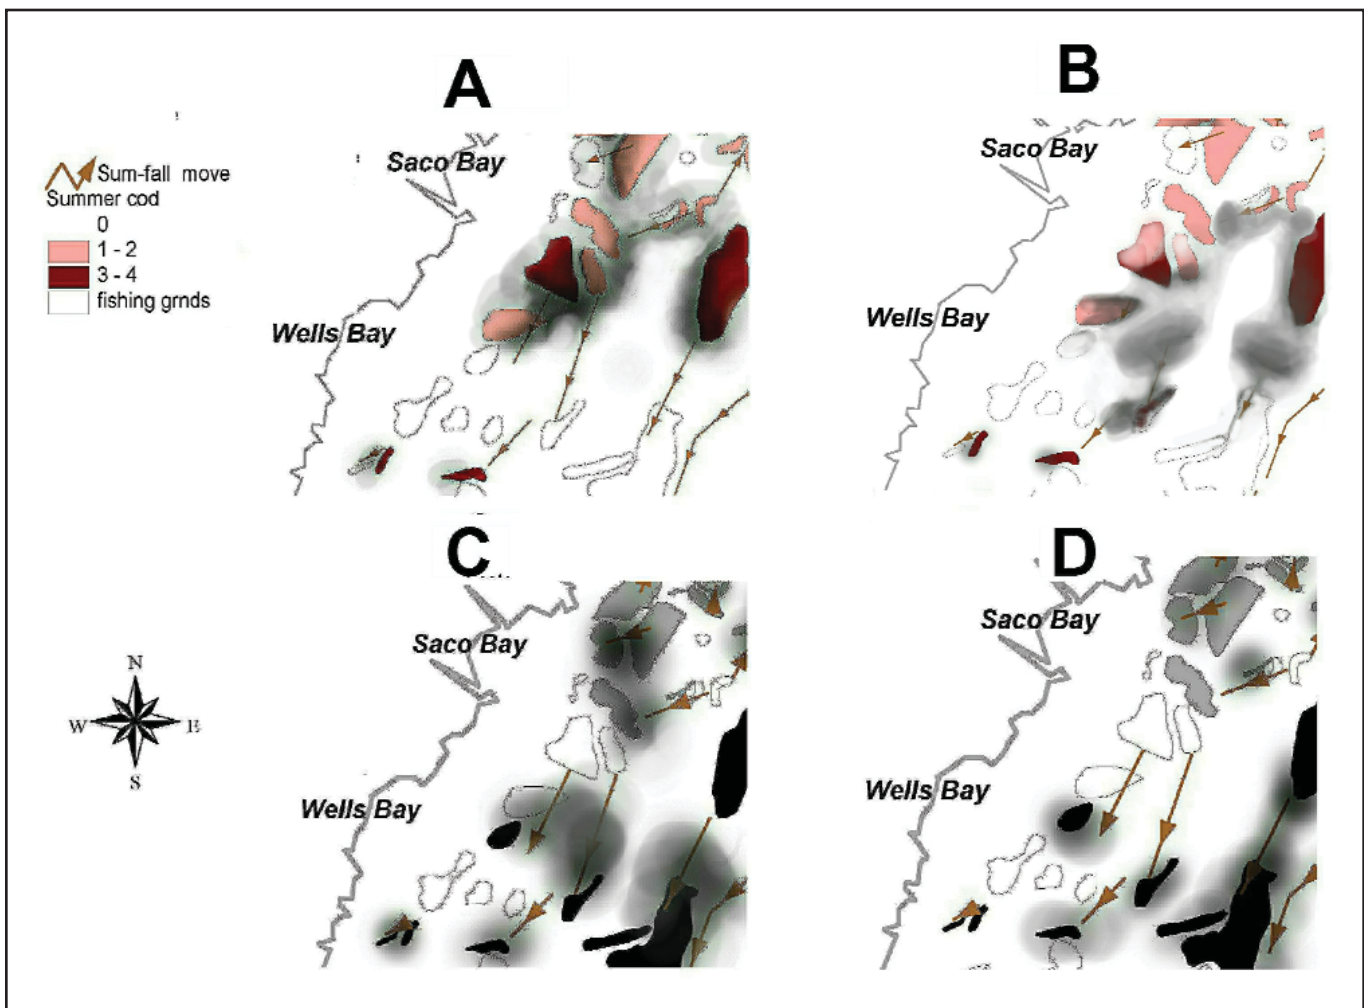 A
B
Saco Bay
Saco Bay
Sum-fall move
Summer cod
0
1 - 2
3 - 4
fishing grnds
Wells Bay
Wells Bay
C
D
Saco Bay
Saco Bay
N
W E
S
Wells Bay
Wells Bay